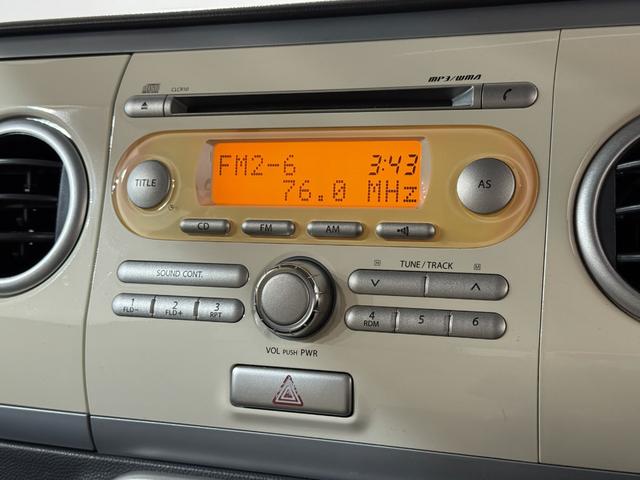 MP3/WMA
CLCR10
FM2-6 3:43
76.0 MHz
TITLE
AS
CD
FM
AM
SOUND CONT.
TUNE/TRACK
1
FLD-
2
FLD+
3
RPT
4
RDM
5
6
VOL PUSH PWR